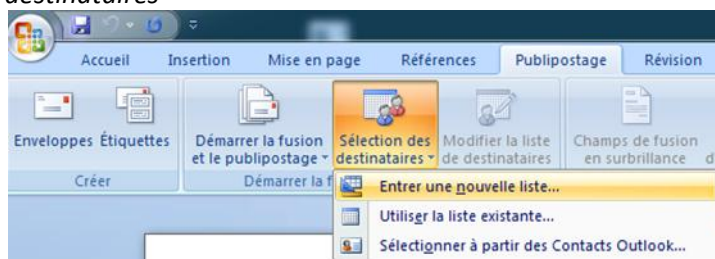 destinataires
Accueil Insertion Mise en page Références Publipostage Révision
Enveloppes Étiquettes Démarrer la fusion et le publipostage Sélection des destinataires Modifier la liste de destinataires Champs de fusion en surbrillance
Créer Démarrer la f
Entrer une nouvelle liste...
Utiliser la liste existante...
Sélectionner à partir des Contacts Outlook...